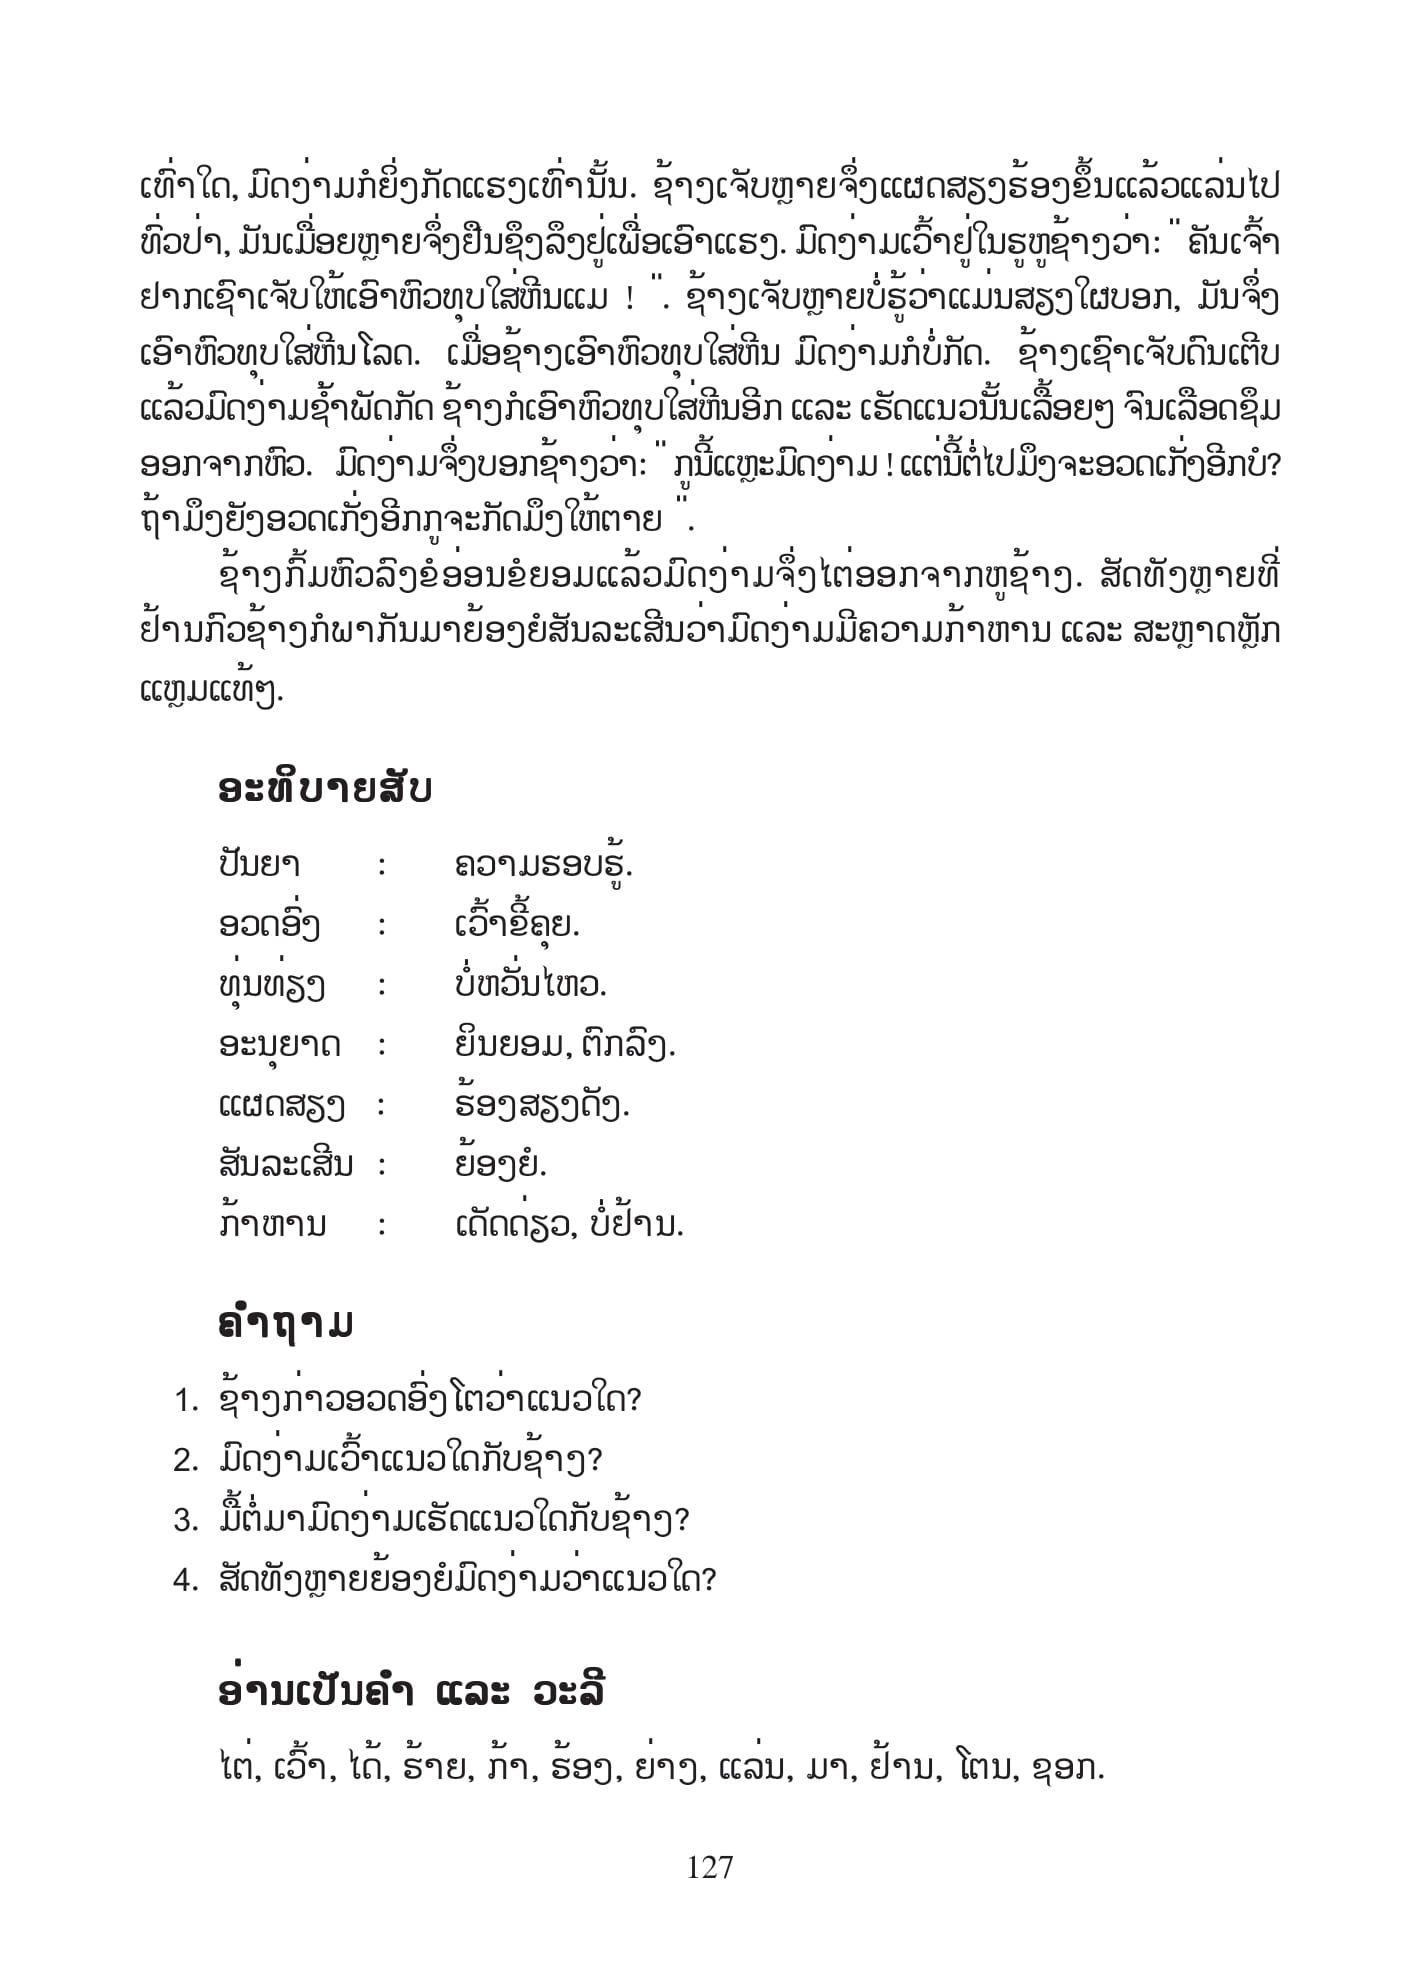 ເທົ່າໃດ, ມົດງ່າມກໍຍິ່ງກັດແຮງເທົ່ານັ້ນ. ຊ້າງເຈັບຫຼາຍຈຶ່ງແຜດສຽງຮ້ອງຂຶ້ນແລ້ວແລ່ນໄປ
ທົ່ວປ່າ, ມັນເມື່ອຍຫຼາຍຈຶ່ງຢືນຊຶງລຶງຢູ່ເພື່ອເອົາແຮງ. ມົດງ່າມເວົ້າຢູ່ໃນຮູຫູຊ້າງວ່າ: " ຄັນເຈົ້າ
ຢາກເຊົາເຈັບໃຫ້ເອົາຫົວທຸບໃສ່ຫີນແມ ! ". ຊ້າງເຈັບຫຼາຍບໍ່ຮູ້ວ່າແມ່ນສຽງໃຜບອກ, ມັນຈຶ່ງ
ເອົາຫົວທຸບໃສ່ຫີນໂລດ. ເມື່ອຊ້າງເອົາຫົວທຸບໃສ່ຫີນ ມົດງ່າມກໍບໍ່ກັດ. ຊ້າງເຊົາເຈັບດົນເຕີບ
ແລ້ວມົດງ່າມຊ້ຳພັດກັດ ຊ້າງກໍເອົາຫົວທຸບໃສ່ຫີນອີກ ແລະ ເຮັດແນວນັ້ນເລື້ອຍໆ ຈົນເລືອດຊຶມ
ອອກຈາກຫົວ. ມົດງ່າມຈຶ່ງບອກຊ້າງວ່າ: " ກູນີ້ແຫຼະມົດງ່າມ ! ແຕ່ນີ້ຕໍ່ໄປມຶງຈະອວດເກັ່ງອີກບໍ?
ຖ້າມຶງຍັງອວດເກັ່ງອີກກູຈະກັດມຶງໃຫ້ຕາຍ ".
ຊ້າງກົ້ມຫົວລົງຂໍອ່ອນຂໍຍອມແລ້ວມົດງ່າມຈຶ່ງໄຕ່ອອກຈາກຫູຊ້າງ. ສັດທັງຫຼາຍທີ່
ຢ້ານກົວຊ້າງກໍພາກັນມາຍ້ອງຍໍສັນລະເສີນວ່າມົດງ່າມມີຄວາມກ້າຫານ ແລະ ສະຫຼາດຫຼັກ
ແຫຼມແທ້ໆ.
ອະທິບາຍສັບ
ປັນຍາ : ຄວາມຮອບຮູ້.
ອວດອົ່ງ : ເວົ້າຂີ້ຄຸຍ.
ທຸ່ນທ່ຽງ : ບໍ່ຫວັ່ນໄຫວ.
ອະນຸຍາດ : ຍິນຍອມ, ຕົກລົງ.
ແຜດສຽງ : ຮ້ອງສຽງດັງ.
ສັນລະເສີນ : ຍ້ອງຍໍ.
ກ້າຫານ : ເດັດດ່ຽວ, ບໍ່ຢ້ານ.
ຄຳຖາມ
1. ຊ້າງກ່າວອວດອົ່ງໂຕວ່າແນວໃດ?
2. ມົດງ່າມເວົ້າແນວໃດກັບຊ້າງ?
3. ມື້ຕໍ່ມາມົດງ່າມເຮັດແນວໃດກັບຊ້າງ?
4. ສັດທັງຫຼາຍຍ້ອງຍໍມົດງ່າມວ່າແນວໃດ?
ອ່ານເປັນຄຳ ແລະ ວະລີ
ໄຕ່, ເວົ້າ, ໄດ້, ຮ້າຍ, ກ້າ, ຮ້ອງ, ຍ່າງ, ແລ່ນ, ມາ, ຢ້ານ, ໂຕນ, ຊອກ.
127